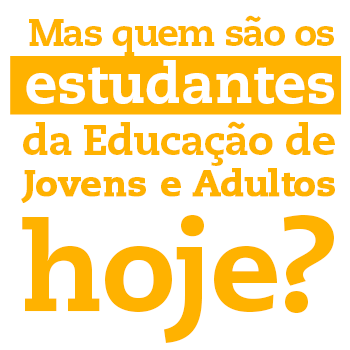 Mas quem são os
estudantes
da Educação de
Jovens e Adultos
hoje?